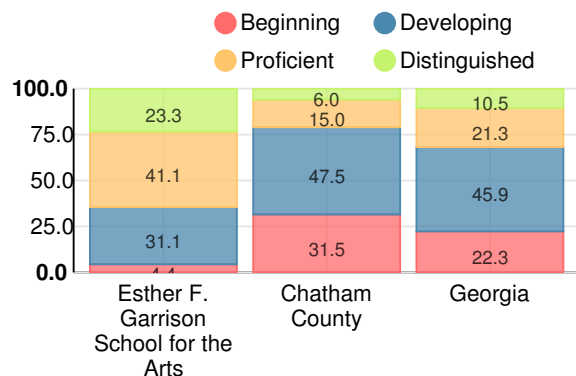 Beginning Developing
Proficient Distinguished
100.0
75.0
50.0
25.0
0.0
23.3
41.1
31.1
4.4
6.0
15.0
47.5
31.5
10.5
21.3
45.9
22.3
Esther F.
Garrison
School for the
Arts
Chatham
County
Georgia